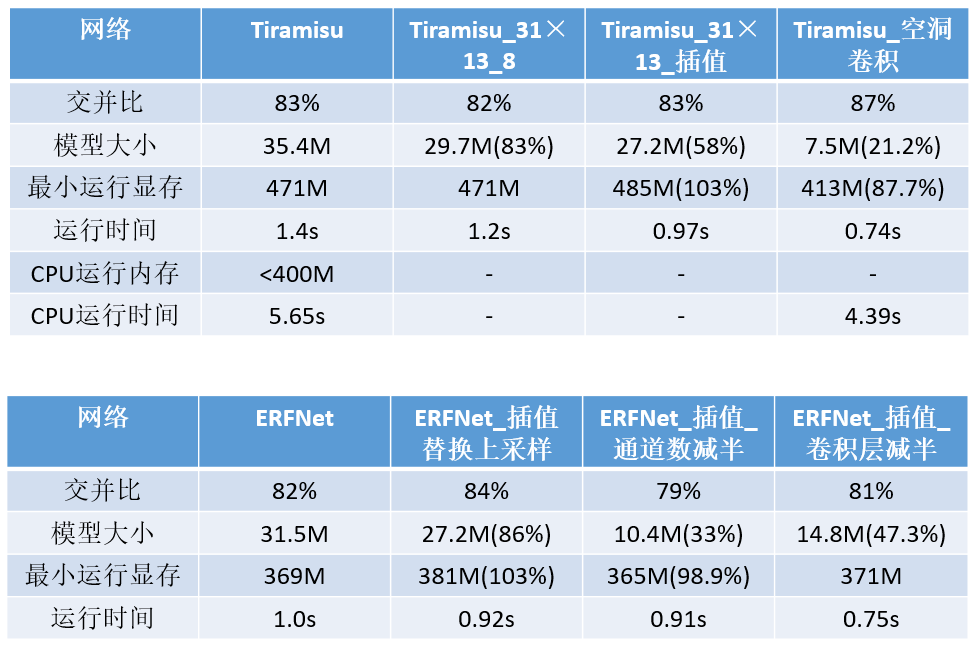 网络 Tiramisu Tiramisu_31×13_8 Tiramisu_31×13_插值 Tiramisu_空洞卷积
交并比 83% 82% 83% 87%
模型大小 35.4M 29.7M(83%) 27.2M(58%) 7.5M(21.2%)
最小运行显存 471M 471M 485M(103%) 413M(87.7%)
运行时间 1.4s 1.2s 0.97s 0.74s
CPU运行内存 <400M - - -
CPU运行时间 5.65s - - 4.39s
网络 ERFNet ERFNet_插值替换上采样 ERFNet_插值_通道数减半 ERFNet_插值_卷积层减半
交并比 82% 84% 79% 81%
模型大小 31.5M 27.2M(86%) 10.4M(33%) 14.8M(47.3%)
最小运行显存 369M 381M(103%) 365M(98.9%) 371M
运行时间 1.0s 0.92s 0.91s 0.75s